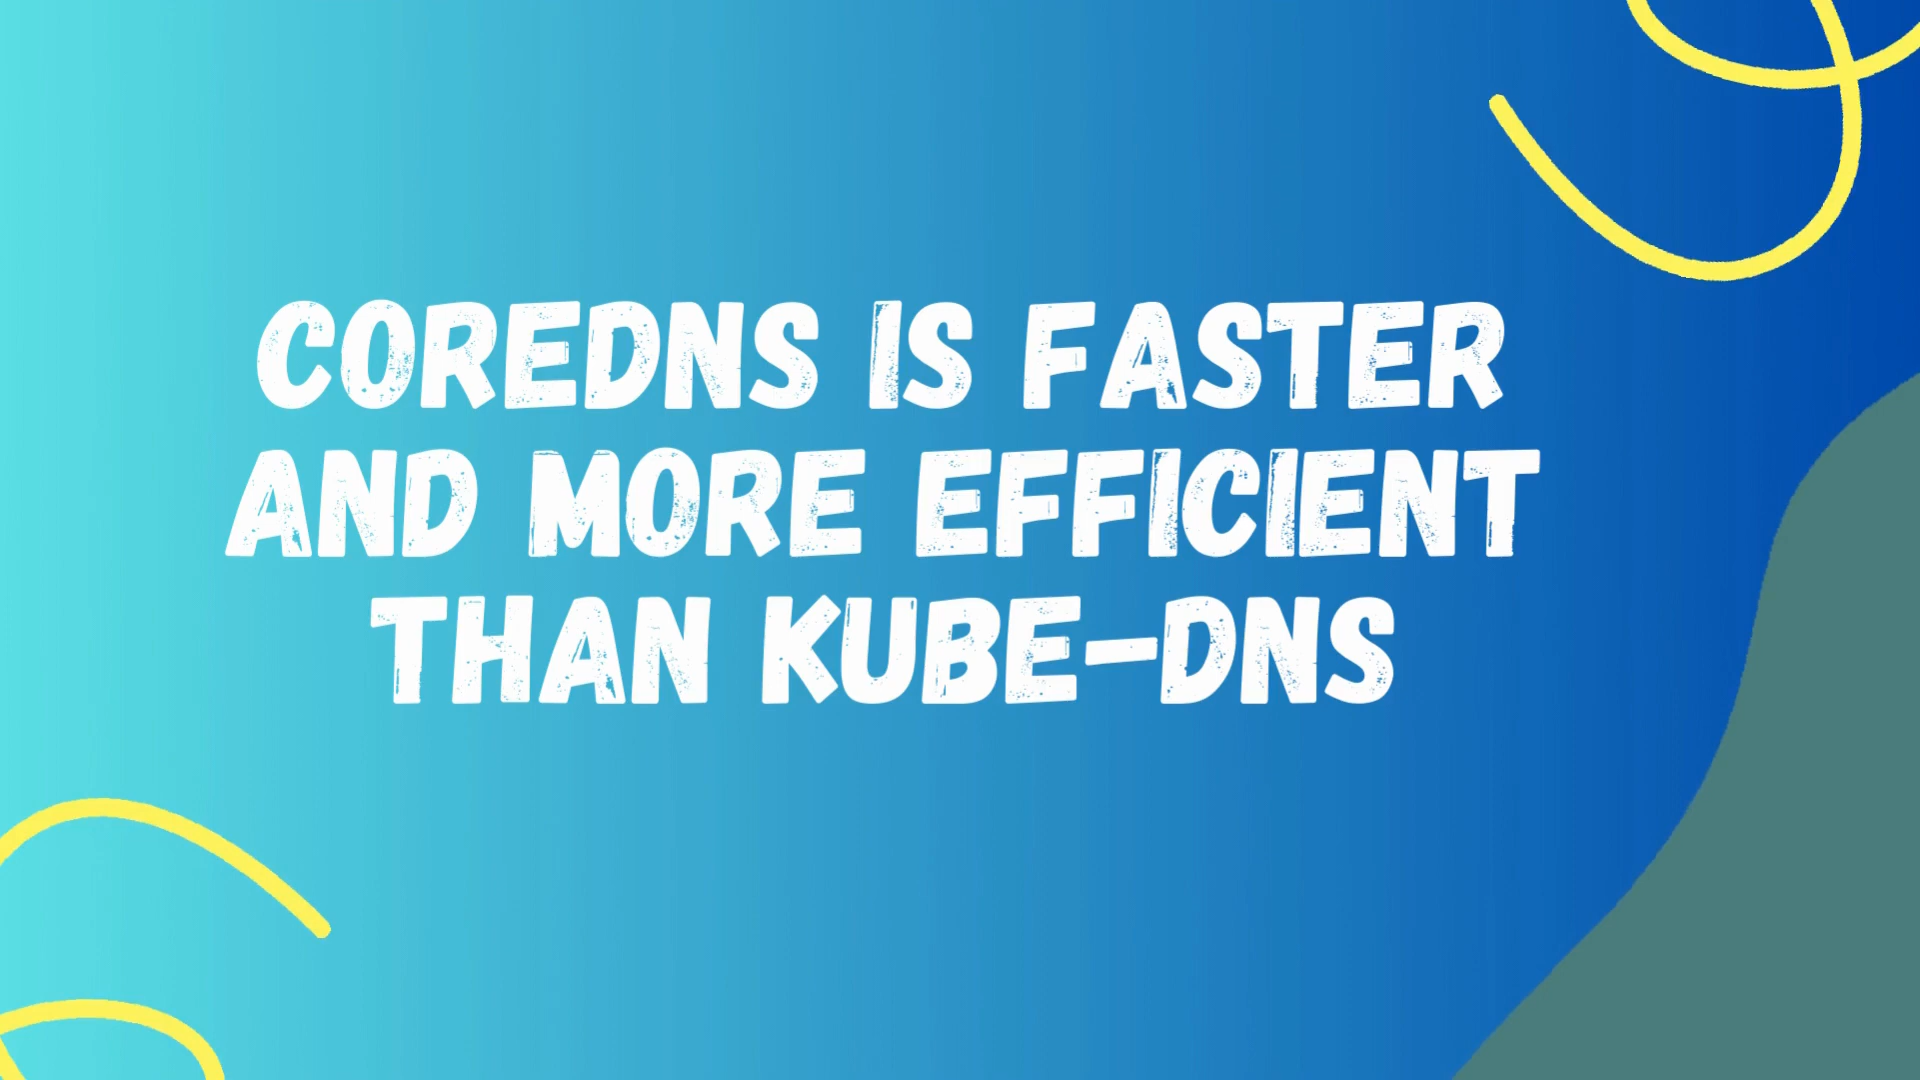 COREDNS IS FASTER
AND MORE EFFICIENT
THAN KUBE-DNS